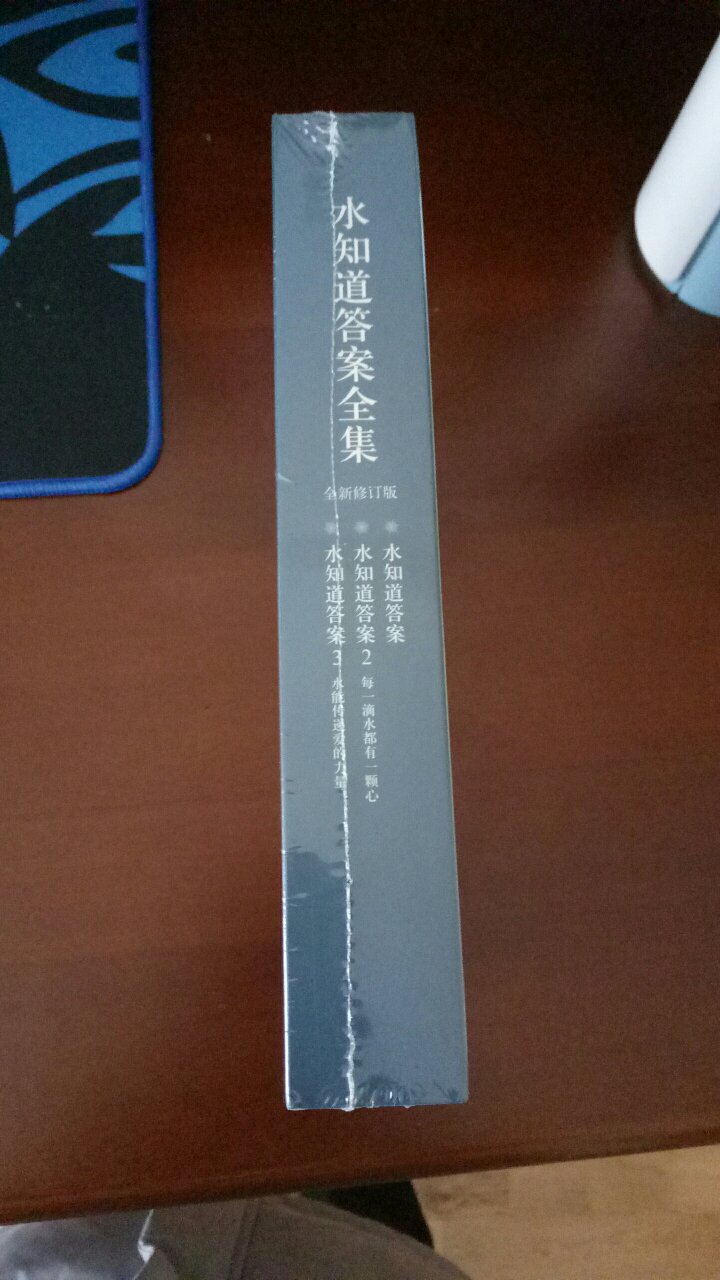 水知道答案全集
全新修订版
水知道答案
水知道答案2 每一滴水都有一颗心
水知道答案3 水能传递爱的力量